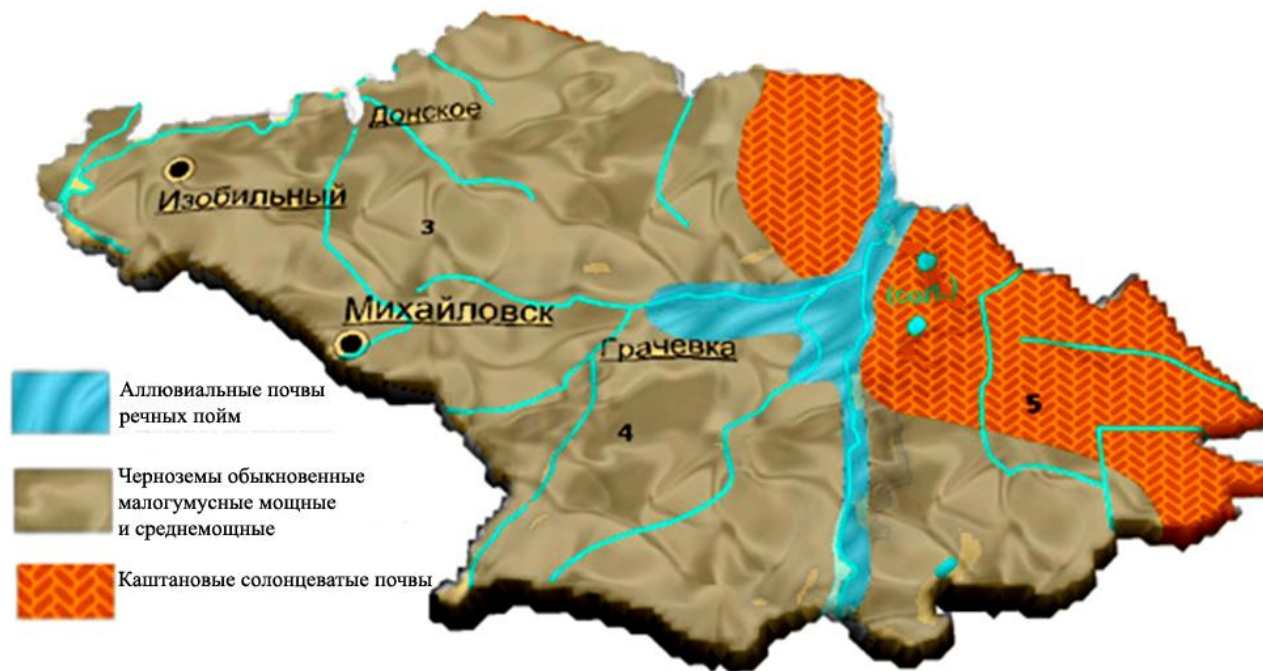 Донское
Изобильный
3
(сол.)
Михайловск
Грачевка
Аллювиальные почвы
речных пойм
5
4
Черноземы обыкновенные
малогумусные мощные
и среднемощные
Каштановые солонцеватые почвы